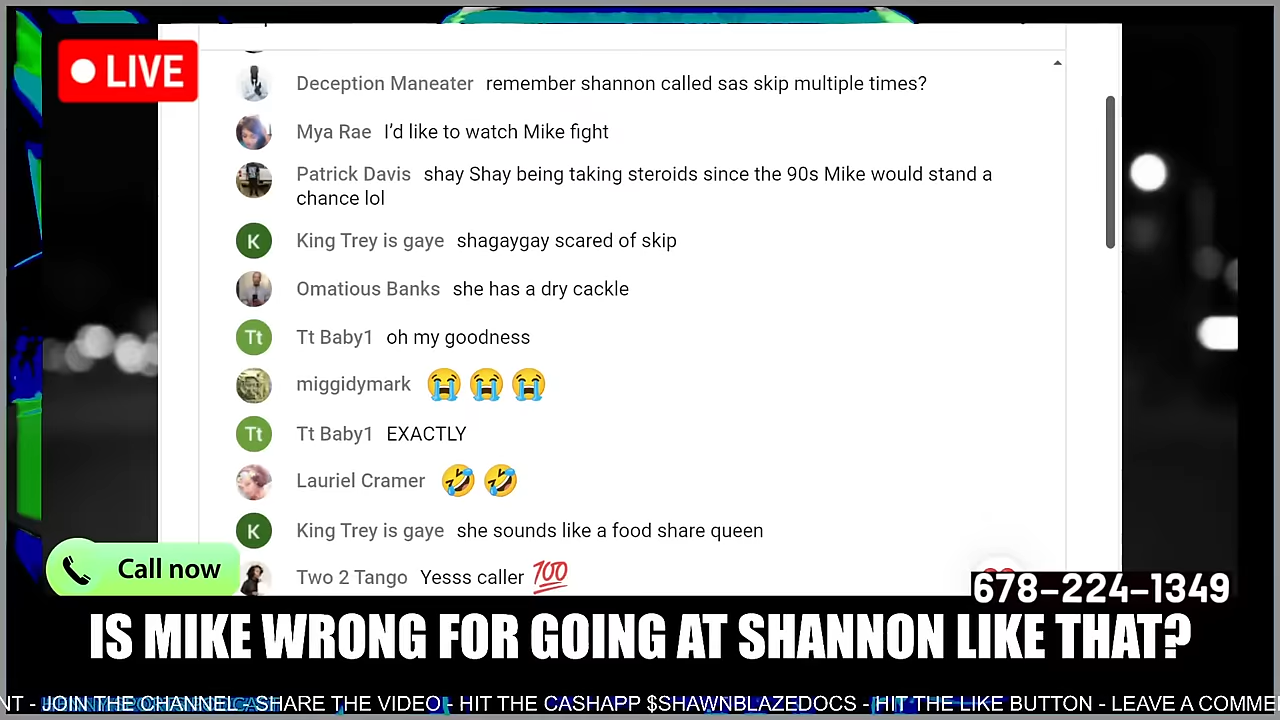 LIVE
Deception Maneater remember shannon called sas skip multiple times?
Mya Rae I’d like to watch Mike fight
Patrick Davis shay Shay being taking steroids since the 90s Mike would stand a
chance lol
K King Trey is gaye shagaygay scared of skip
Omatious Banks she has a dry cackle
Tt Tt Baby1 oh my goodness
miggidymark 😭😭😭
Tt Tt Baby1 EXACTLY
Lauriel Cramer 🤣🤣
K King Trey is gaye she sounds like a food share queen
Call now
Two 2 Tango Yesss caller 💯
678-224-1349
IS MIKE WRONG FOR GOING AT SHANNON LIKE THAT?
NT - JOIN THE CHANNEL - SHARE THE VIDEO - HIT THE CASHAPP $SHAWNBLAZEDOCS - HIT THE LIKE BUTTON - LEAVE A COMME